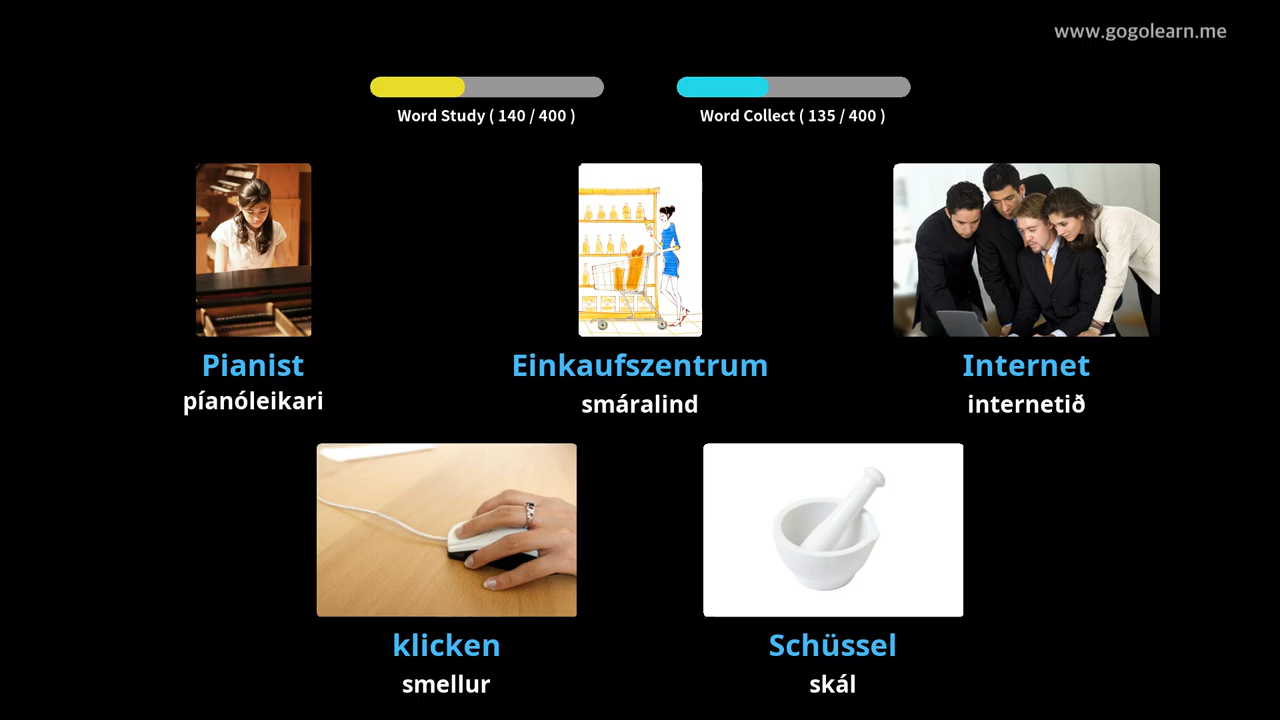 www.gogolearn.me
Word Study ( 140 / 400 )
Word Collect ( 135 / 400 )
Pianist
píanóleikari
Einkaufszentrum
smáralind
Internet
internetið
klicken
smellur
Schüssel
skál